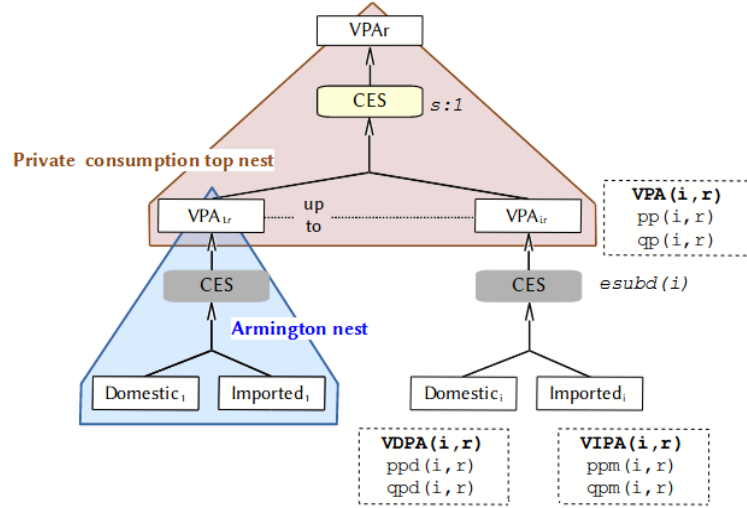 VPAr
CES
s:1
Private consumption top nest
VPA₁ᵣ
up
to
VPAᵢᵣ
VPA(i,r)
pp(i,r)
qp(i,r)
CES
CES
esubd(i)
Armington nest
Domestic₁
Imported₁
Domesticᵢ
Importedᵢ
VDPA(i,r)
ppd(i,r)
qpd(i,r)
VIPA(i,r)
ppm(i,r)
qpm(i,r)